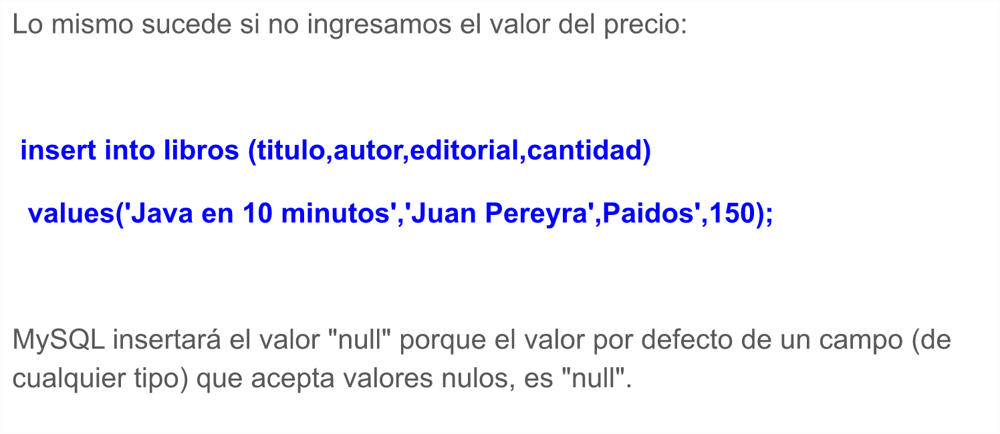 Lo mismo sucede si no ingresamos el valor del precio:
insert into libros (titulo,autor,editorial,cantidad)
values('Java en 10 minutos','Juan Pereyra',Paidos',150);
MySQL insertará el valor "null" porque el valor por defecto de un campo (de
cualquier tipo) que acepta valores nulos, es "null".